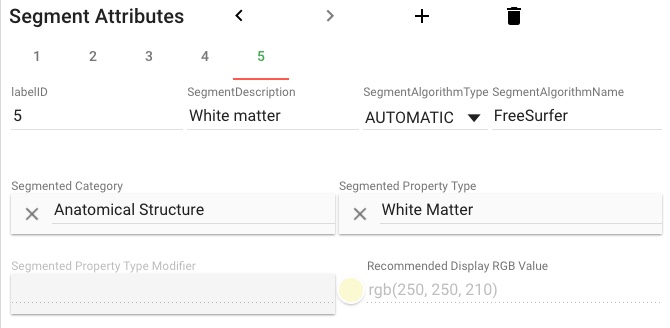 Segment Attributes
1 2 3 4 5
labelID SegmentDescription SegmentAlgorithmType SegmentAlgorithmName
5 White matter AUTOMATIC FreeSurfer
Segmented Category Segmented Property Type
Anatomical Structure White Matter
Segmented Property Type Modifier Recommended Display RGB Value
rgb(250, 250, 210)